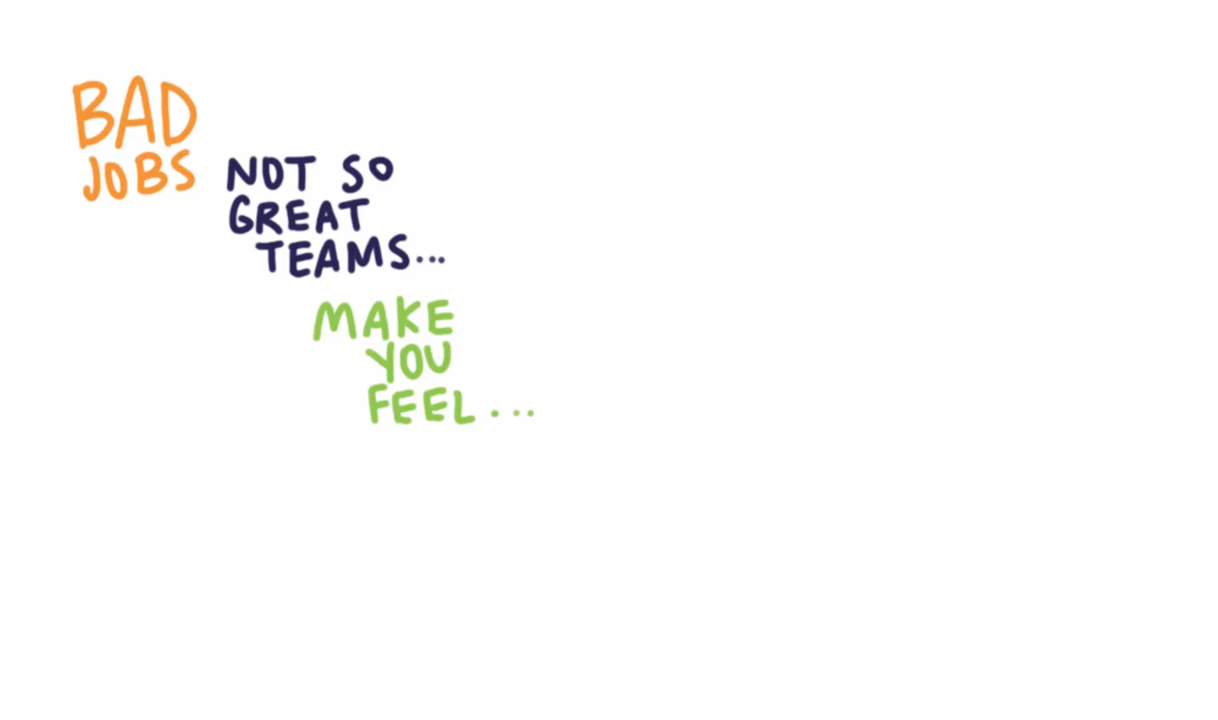 BAD
JOBS
NOT SO
GREAT
TEAMS...
MAKE
YOU
FEEL...